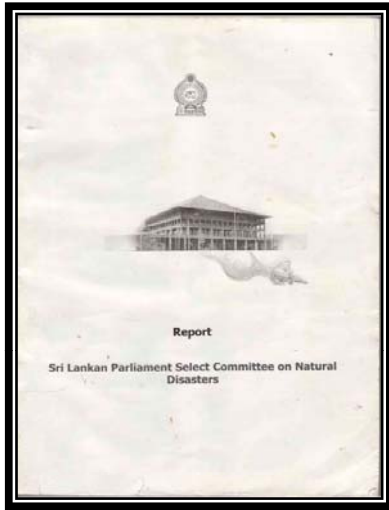 Report
Sri Lankan Parliament Select Committee on Natural
Disasters